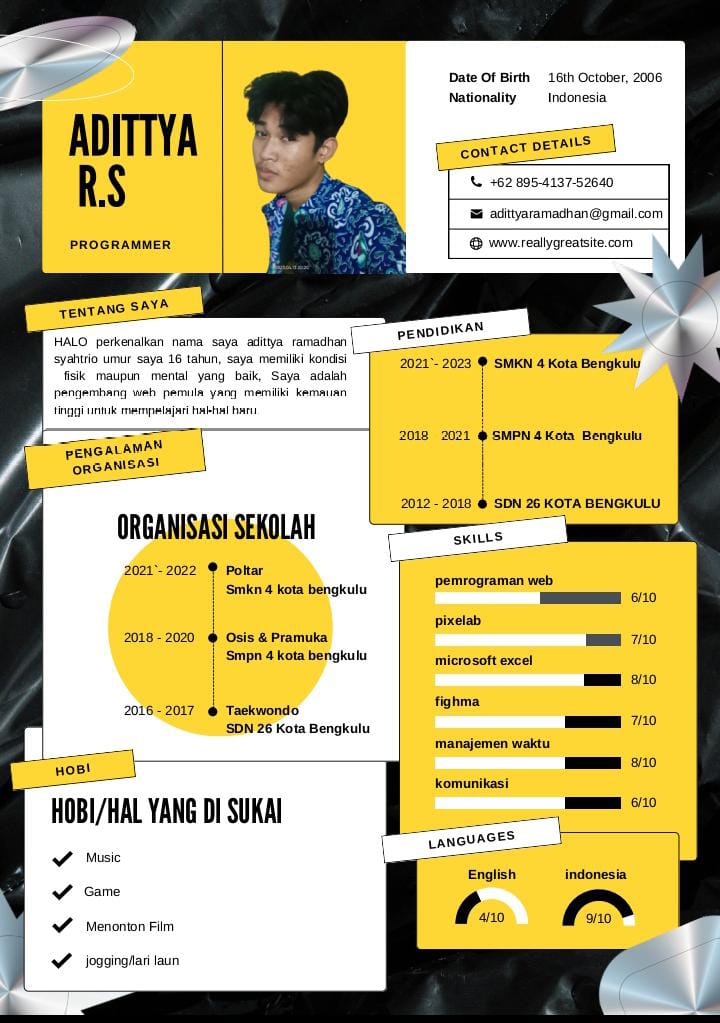 ADITTYA
R.S
PROGRAMMER
Date Of Birth 16th October, 2006
Nationality Indonesia
CONTACT DETAILS
+62 895-4137-52640
adittyaramadhan@gmail.com
www.reallygreatsite.com
TENTANG SAYA
HALO perkenalkan nama saya adittya ramadhan
syahtrio umur saya 16 tahun, saya memiliki kondisi
fisik maupun mental yang baik, Saya adalah
pengembang web pemula yang memiliki kemauan
tinggi untuk mempelajari hal-hal baru.
PENDIDIKAN
2021`- 2023 SMKN 4 Kota Bengkulu
2018 2021 SMPN 4 Kota Bengkulu
2012 - 2018 SDN 26 KOTA BENGKULU
PENGALAMAN
ORGANISASI
ORGANISASI SEKOLAH
2021`- 2022 Poltar
Smkn 4 kota bengkulu
2018 - 2020 Osis & Pramuka
Smpn 4 kota bengkulu
2016 - 2017 Taekwondo
SDN 26 Kota Bengkulu
SKILLS
pemrograman web
6/10
pixelab
7/10
microsoft excel
8/10
fighma
7/10
manajemen waktu
8/10
komunikasi
6/10
HOBI
HOBI/HAL YANG DI SUKAI
Music
Game
Menonton Film
jogging/lari laun
LANGUAGES
English indonesia
4/10 9/10